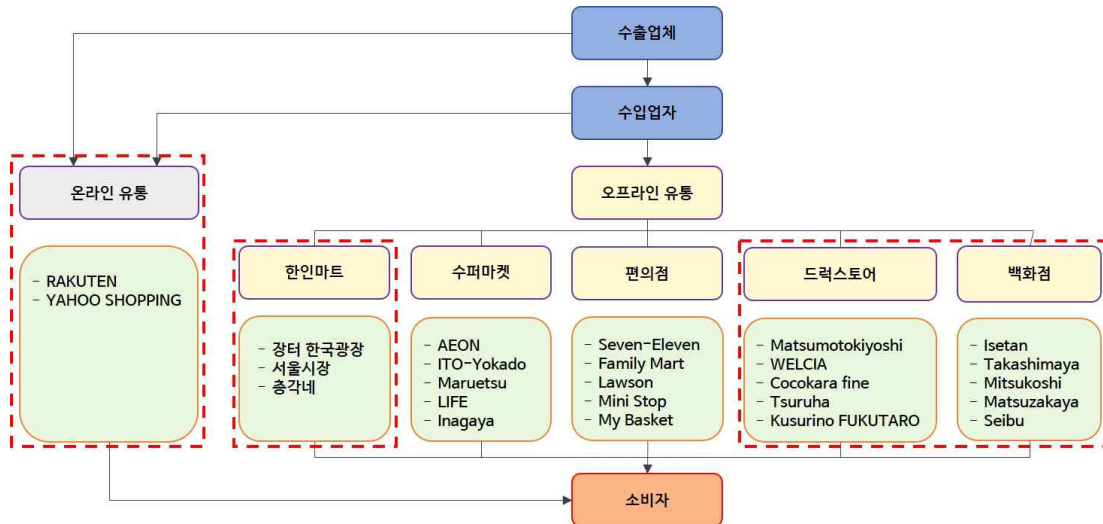 수출업체
수입업자
온라인 유통
오프라인 유통
- RAKUTEN
- YAHOO SHOPPING
한인마트
수퍼마켓
편의점
드럭스토어
백화점
- 장터 한국광장
- 서울시장
- 총각네
- AEON
- ITO-Yokado
- Maruetsu
- LIFE
- Inagaya
- Seven-Eleven
- Family Mart
- Lawson
- Mini Stop
- My Basket
- Matsumotokiyoshi
- WELCIA
- Cocokara fine
- Tsuruha
- Kusurino FUKUTARO
- Isetan
- Takashimaya
- Mitsukoshi
- Matsuzakaya
- Seibu
소비자